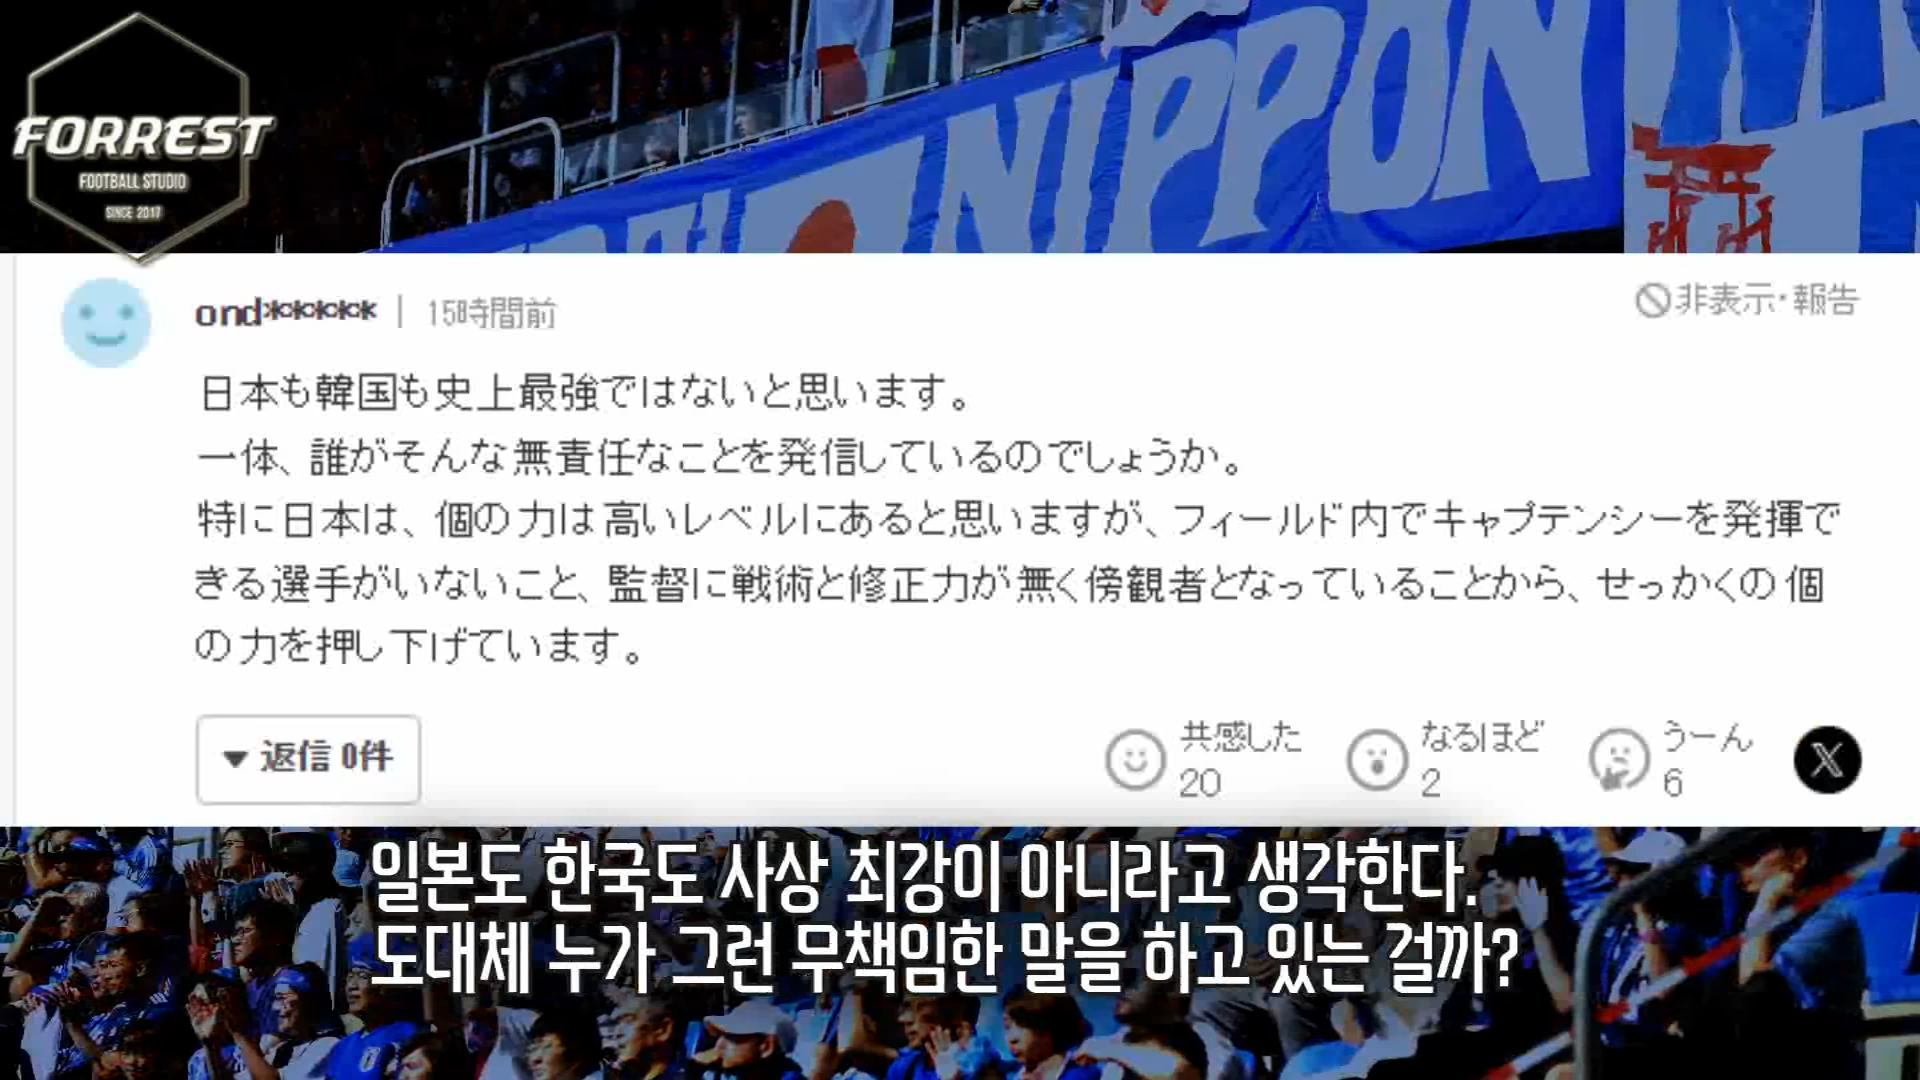 NIPPON
FORREST
FOOTBALL STUDIO
SINCE 2017
ond***** | 15時間前
非表示・報告
日本も韓国も史上最強ではないと思います。
一体、誰がそんな無責任なことを発信しているのでしょうか。
特に日本は、個の力は高いレベルにあると思いますが、フィールド内でキャプテンシーを発揮で
きる選手がいないこと、監督に戦術と修正力が無く傍観者となっていることから、せっかくの個
の力を押し下げています。
返信 0件
共感した
20
なるほど
2
うーん
6
일본도 한국도 사상 최강이 아니라고 생각한다.
도대체 누가 그런 무책임한 말을 하고 있는 걸까?